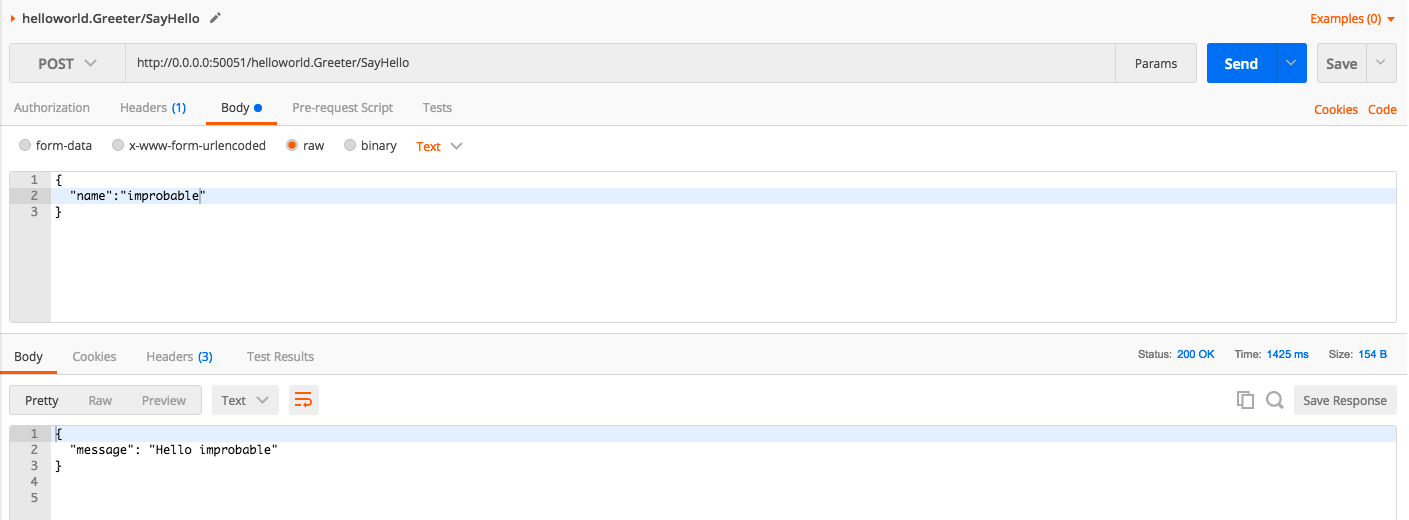 helloworld.Greeter/SayHello
Examples (0)
POST
http://0.0.0.0:50051/helloworld.Greeter/SayHello
Params
Send
Save
Authorization
Headers (1)
Body
Pre-request Script
Tests
Cookies
Code
form-data
x-www-form-urlencoded
raw
binary
Text
1 {
2 "name":"improbable"
3 }
Body
Cookies
Headers (3)
Test Results
Status: 200 OK
Time: 1425 ms
Size: 154 B
Pretty
Raw
Preview
Text
Save Response
1 {
2 "message": "Hello improbable"
3 }
4
5